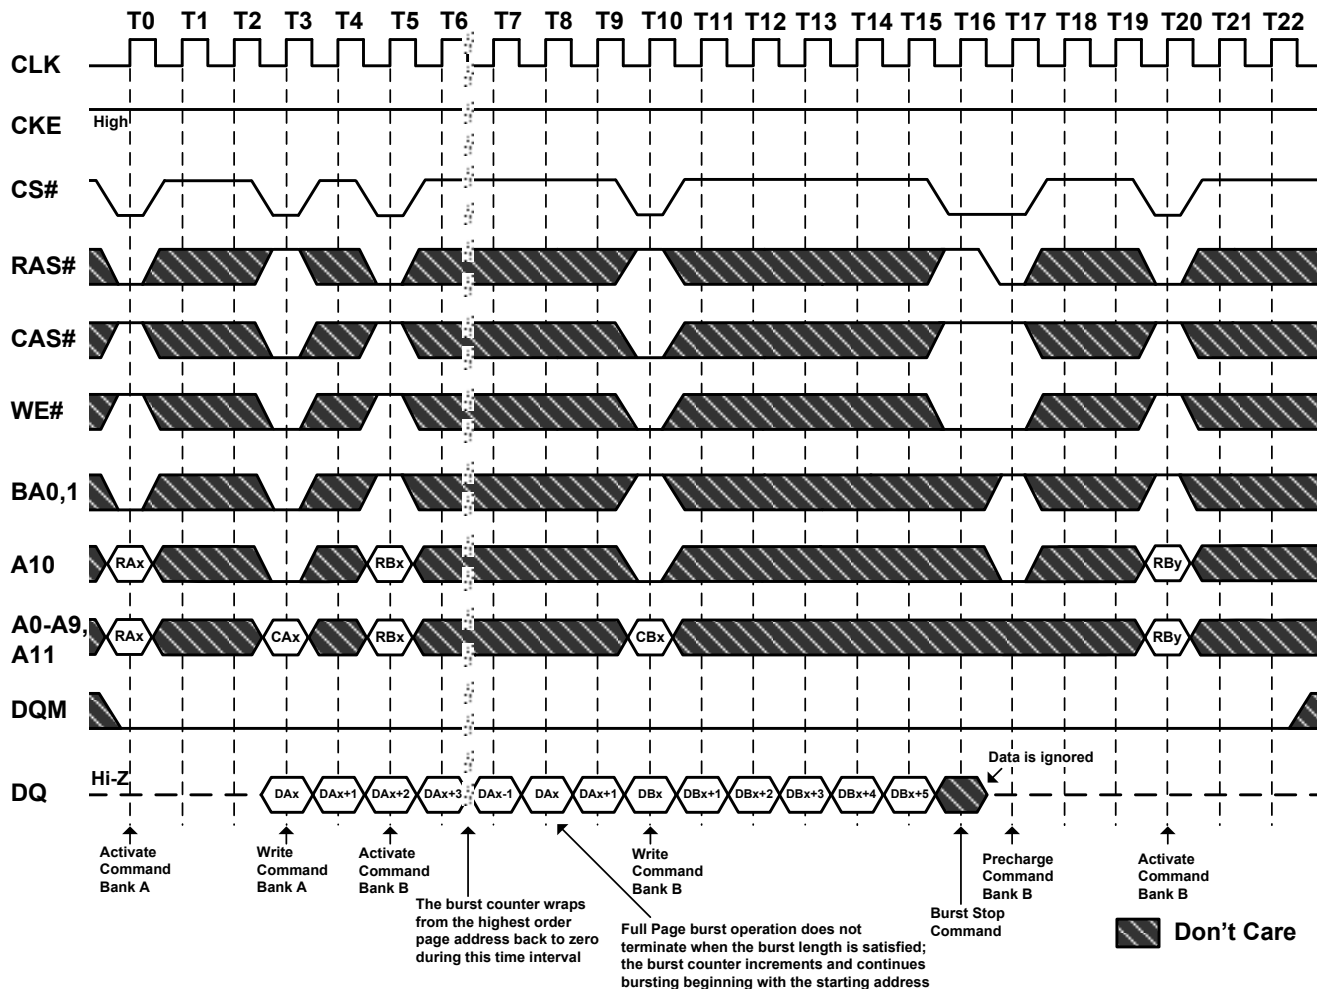 T0 T1 T2 T3 T4 T5 T6 T7 T8 T9 T10 T11 T12 T13 T14 T15 T16 T17 T18 T19 T20 T21 T22
CLK
CKE High
CS#
RAS#
CAS#
WE#
BA0,1
A10 RAx RBx RBy
A0-A9, A11 RAx CAx RBx CBx RBy
DQM
Data is ignored
DQ Hi-Z DAx DAx+1 DAx+2 DAx+3 DAx-1 DAx DAx+1 DBx DBx+1 DBx+2 DBx+3 DBx+4 DBx+5
Activate
Command
Bank A
Write
Command
Bank A
Activate
Command
Bank B
The burst counter wraps
from the highest order
page address back to zero
during this time interval
Write
Command
Bank B
Full Page burst operation does not
terminate when the burst length is satisfied;
the burst counter increments and continues
bursting beginning with the starting address
Burst Stop
Command
Precharge
Command
Bank B
Activate
Command
Bank B
Don't Care